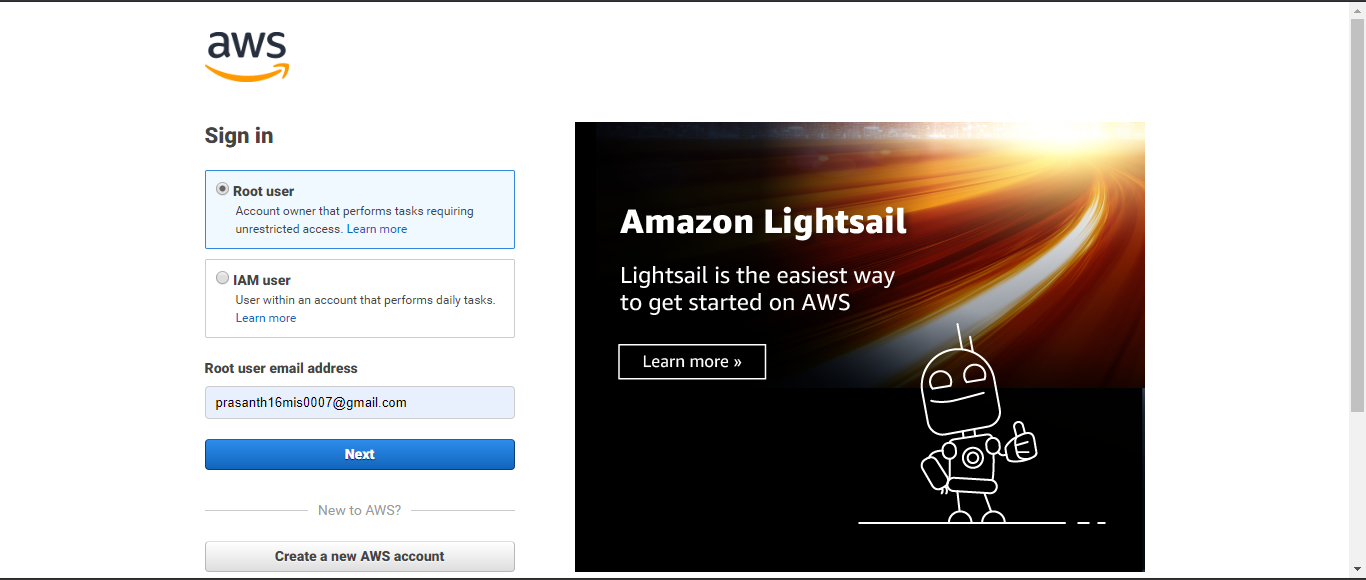 aws
Sign in
Root user
Account owner that performs tasks requiring
unrestricted access. Learn more
IAM user
User within an account that performs daily tasks.
Learn more
Root user email address
prasanth16mis0007@gmail.com
Next
New to AWS?
Create a new AWS account
Amazon Lightsail
Lightsail is the easiest way
to get started on AWS
Learn more »